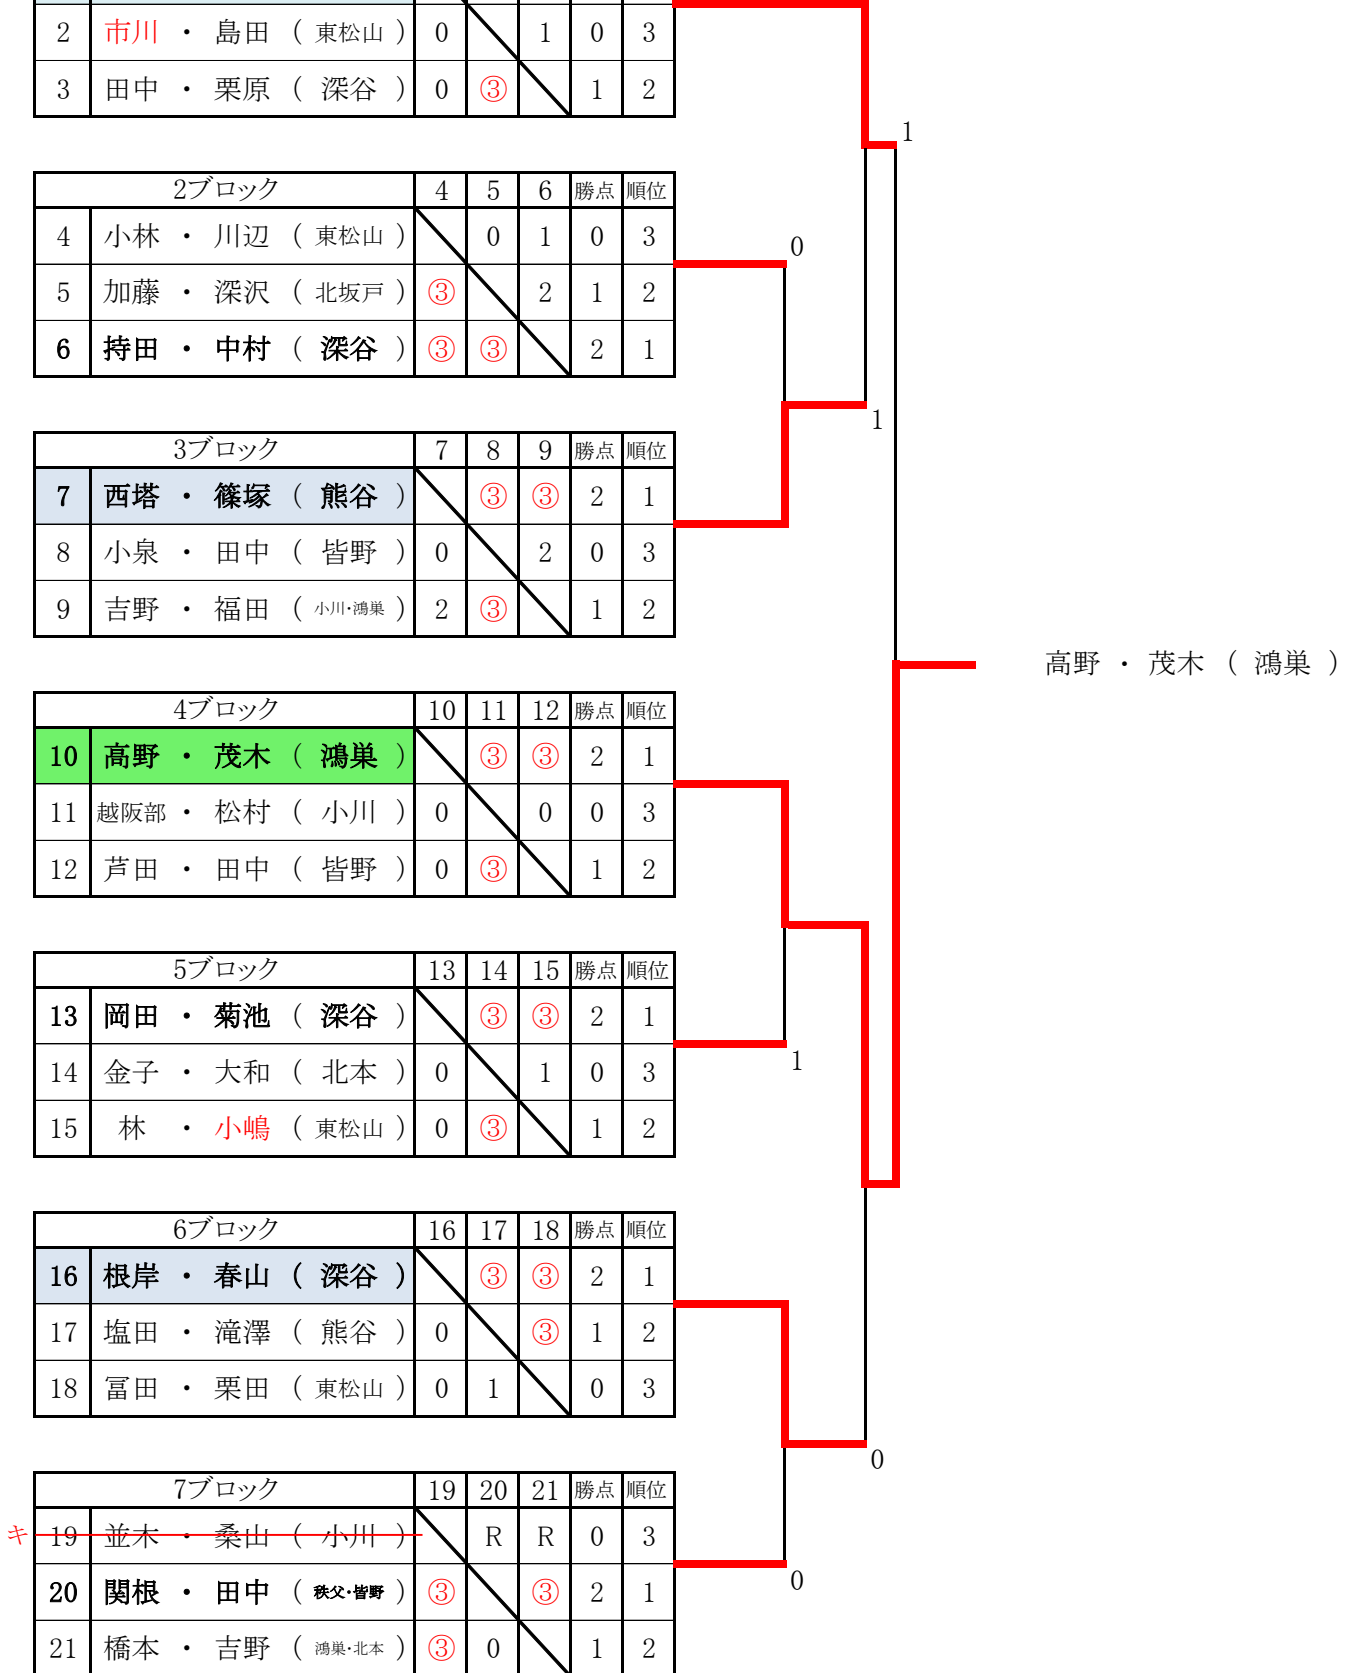 2 市川 ・ 島田 ( 東松山 ) 0 1 0 3
3 田中 ・ 栗原 ( 深谷 ) 0 ③ 1 2
1
2ブロック 4 5 6 勝点 順位
4 小林 ・ 川辺 ( 東松山 ) 0 1 0 3
0
5 加藤 ・ 深沢 ( 北坂戸 ) ③ 2 1 2
6 持田 ・ 中村 ( 深谷 ) ③ ③ 2 1
1
3ブロック 7 8 9 勝点 順位
7 西塔 ・ 篠塚 ( 熊谷 ) ③ ③ 2 1
8 小泉 ・ 田中 ( 皆野 ) 0 2 0 3
9 吉野 ・ 福田 ( 小川・鴻巣 ) 2 ③ 1 2
高野 ・ 茂木 ( 鴻巣 )
4ブロック 10 11 12 勝点 順位
10 高野 ・ 茂木 ( 鴻巣 ) ③ ③ 2 1
11 越阪部 ・ 松村 ( 小川 ) 0 0 0 3
12 芦田 ・ 田中 ( 皆野 ) 0 ③ 1 2
5ブロック 13 14 15 勝点 順位
13 岡田 ・ 菊池 ( 深谷 ) ③ ③ 2 1
14 金子 ・ 大和 ( 北本 ) 0 1 0 3
1
15 林 ・ 小嶋 ( 東松山 ) 0 ③ 1 2
6ブロック 16 17 18 勝点 順位
16 根岸 ・ 春山 ( 深谷 ) ③ ③ 2 1
17 塩田 ・ 滝澤 ( 熊谷 ) 0 ③ 1 2
18 冨田 ・ 栗田 ( 東松山 ) 0 1 0 3
0
7ブロック 19 20 21 勝点 順位
キ 19 並木 ・ 桑山 ( 小川 ) R R 0 3
20 関根 ・ 田中 ( 秩父・皆野 ) ③ ③ 2 1
0
21 橋本 ・ 吉野 ( 鴻巣・北本 ) ③ 0 1 2